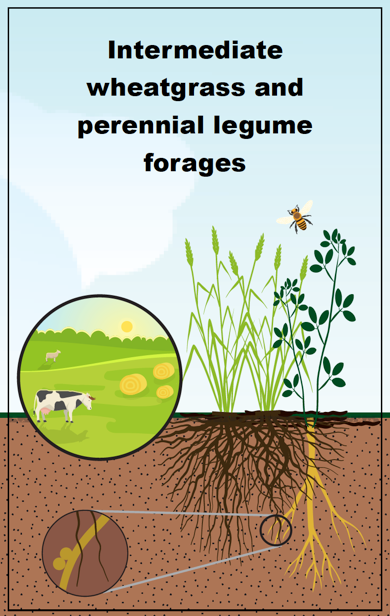 Intermediate
wheatgrass and
perennial legume
forages